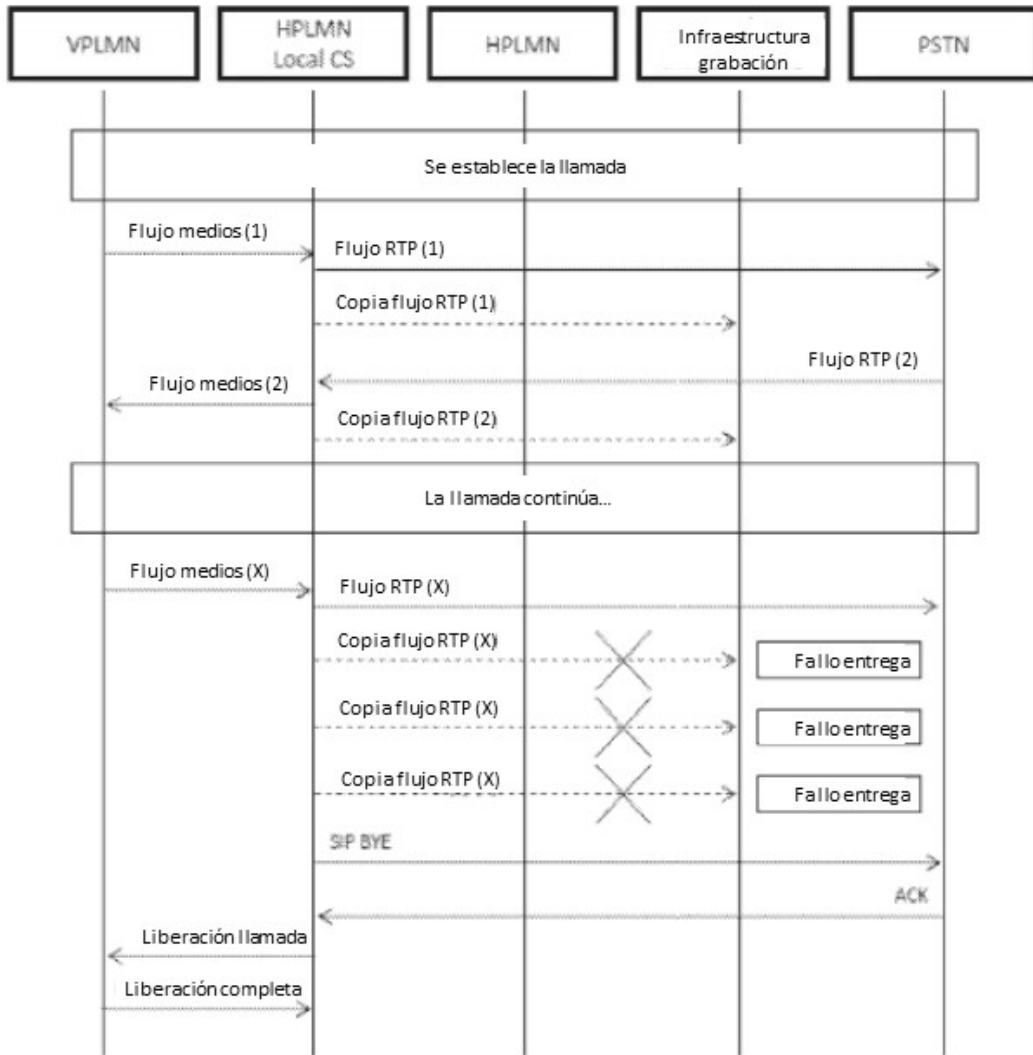 VPLMN
HPLMN
Local CS
HPLMN
Infraestructura
grabación
PSTN
Se establece la llamada
Flujo medios (1)
Flujo RTP (1)
Copia flujo RTP (1)
Flujo RTP (2)
Flujo medios (2)
Copia flujo RTP (2)
La llamada continúa...
Flujo medios (X)
Flujo RTP (X)
Copia flujo RTP (X)
Fallo entrega
Copia flujo RTP (X)
Fallo entrega
Copia flujo RTP (X)
Fallo entrega
SIP BYE
ACK
Liberación llamada
Liberación completa